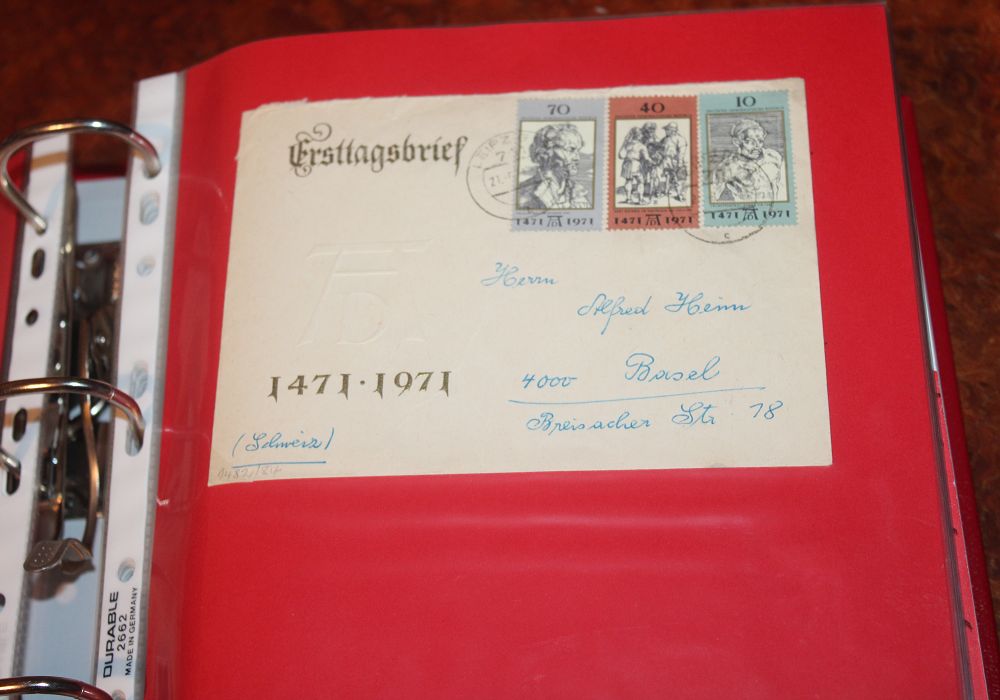 Ersttagsbrief
70
1471 1971
40
1471 1971
10
1471 1971
Herrn
Alfred Heim
4000 Basel
Breisacher Str. 78
1471·1971
(Schweiz)
DURABLE
2662
MADE IN GERMANY